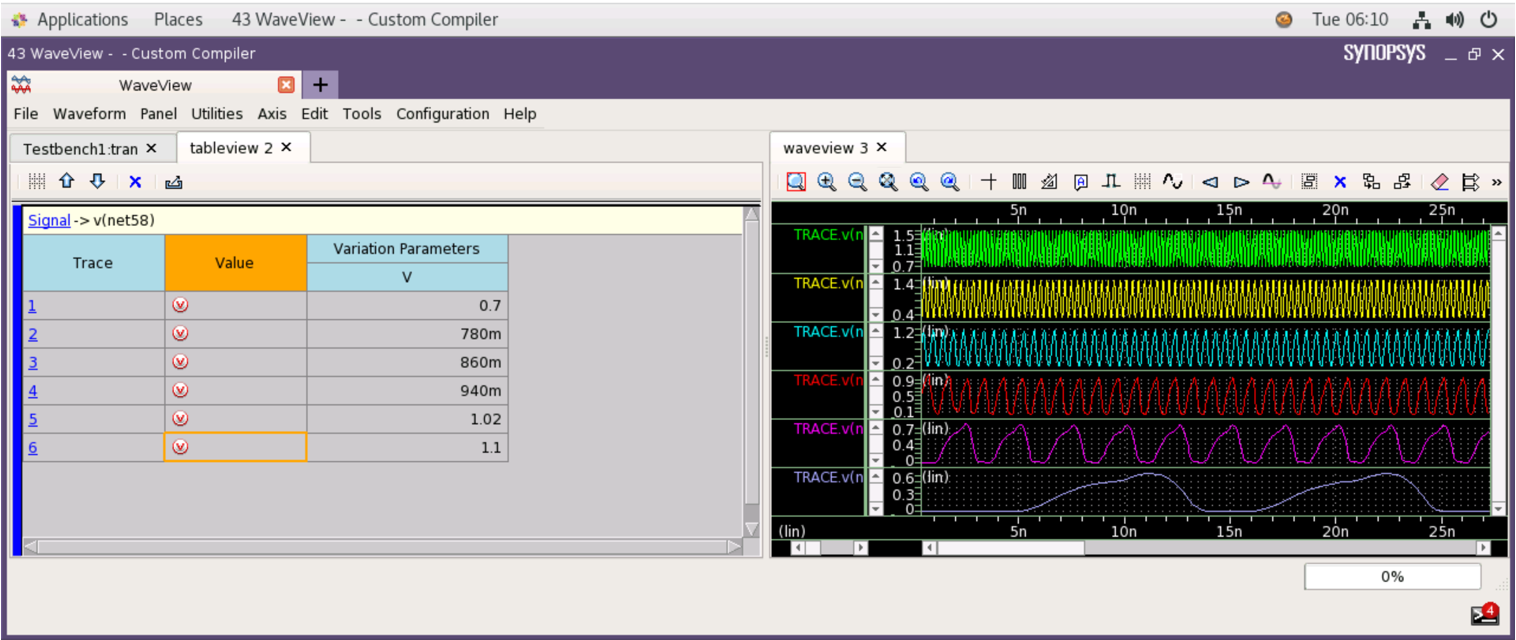 Applications Places 43 WaveView - - Custom Compiler Tue 06:10
43 WaveView - - Custom Compiler SYNOPSYS
WaveView
File Waveform Panel Utilities Axis Edit Tools Configuration Help
Testbench1:tran tableview 2 waveview 3
Signal -> v(net58)
Trace Value Variation Parameters
V
1 0.7
2 780m
3 860m
4 940m
5 1.02
6 1.1
5n 10n 15n 20n 25n
TRACE.v(n 1.5 (lin)
1.1
0.7
TRACE.v(n 1.4 (lin)
0.4
TRACE.v(n 1.2 (lin)
0.2
TRACE.v(n 0.9 (lin)
0.5
0.1
TRACE.v(n 0.7 (lin)
0.4
0
TRACE.v(n 0.6 (lin)
0.3
0
(lin) 5n 10n 15n 20n 25n
0%
4